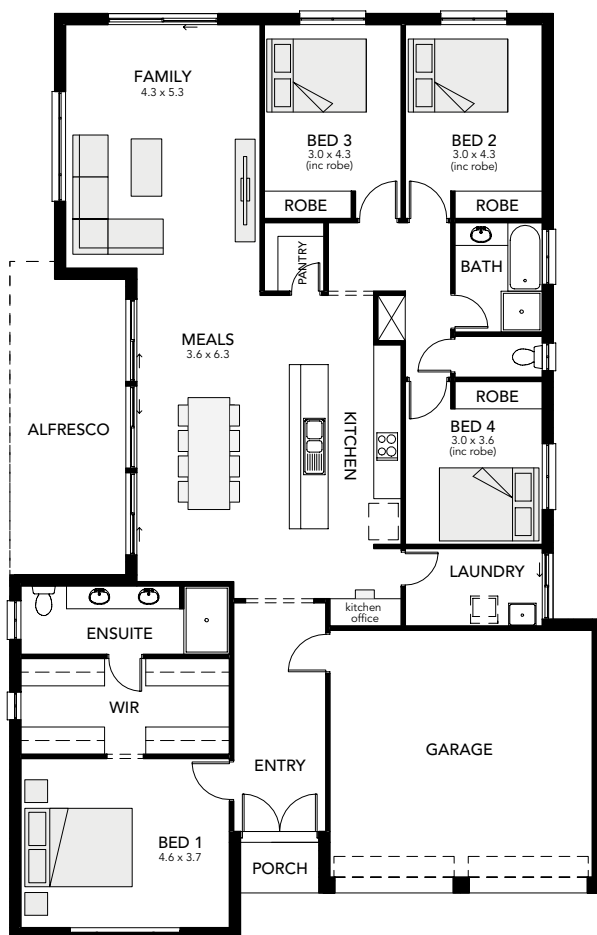 FAMILY
4.3 x 5.3
BED 3
3.0 x 4.3
(inc robe)
BED 2
3.0 x 4.3
(inc robe)
ROBE
ROBE
PANTRY
BATH
MEALS
3.6 x 6.3
ROBE
ALFRESCO
KITCHEN
BED 4
3.0 x 3.6
(inc robe)
LAUNDRY
kitchen
office
ENSUITE
WIR
ENTRY
GARAGE
BED 1
4.6 x 3.7
PORCH